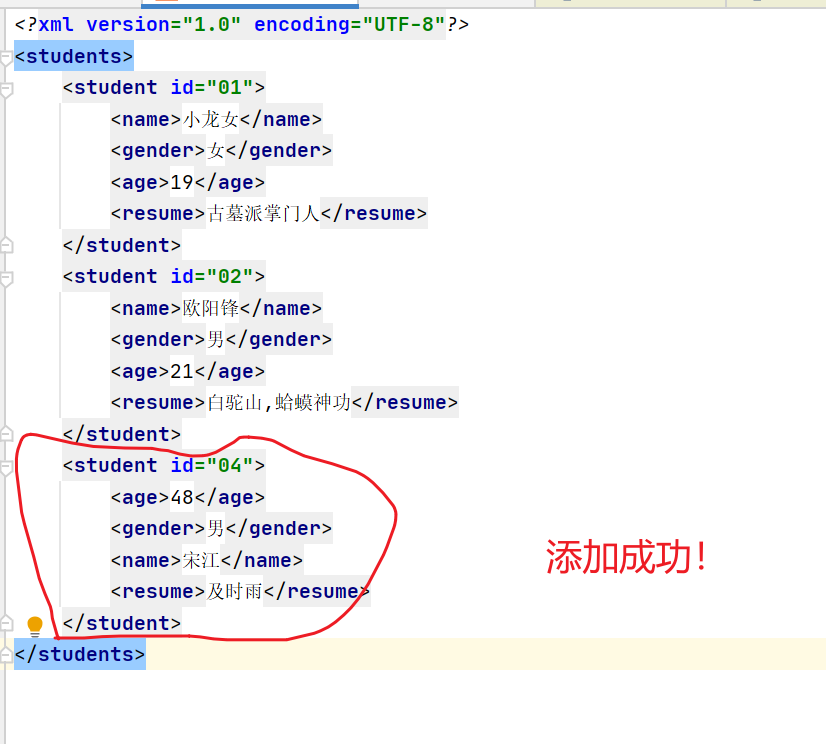 <?xml version="1.0" encoding="UTF-8"?>
<students>
    <student id="01">
        <name>小龙女</name>
        <gender>女</gender>
        <age>19</age>
        <resume>古墓派掌门人</resume>
    </student>
    <student id="02">
        <name>欧阳锋</name>
        <gender>男</gender>
        <age>21</age>
        <resume>白驼山,蛤蟆神功</resume>
    </student>
    <student id="04">
        <age>48</age>
        <gender>男</gender>
        <name>宋江</name>
        <resume>及时雨</resume>
    </student>
</students>
添加成功!